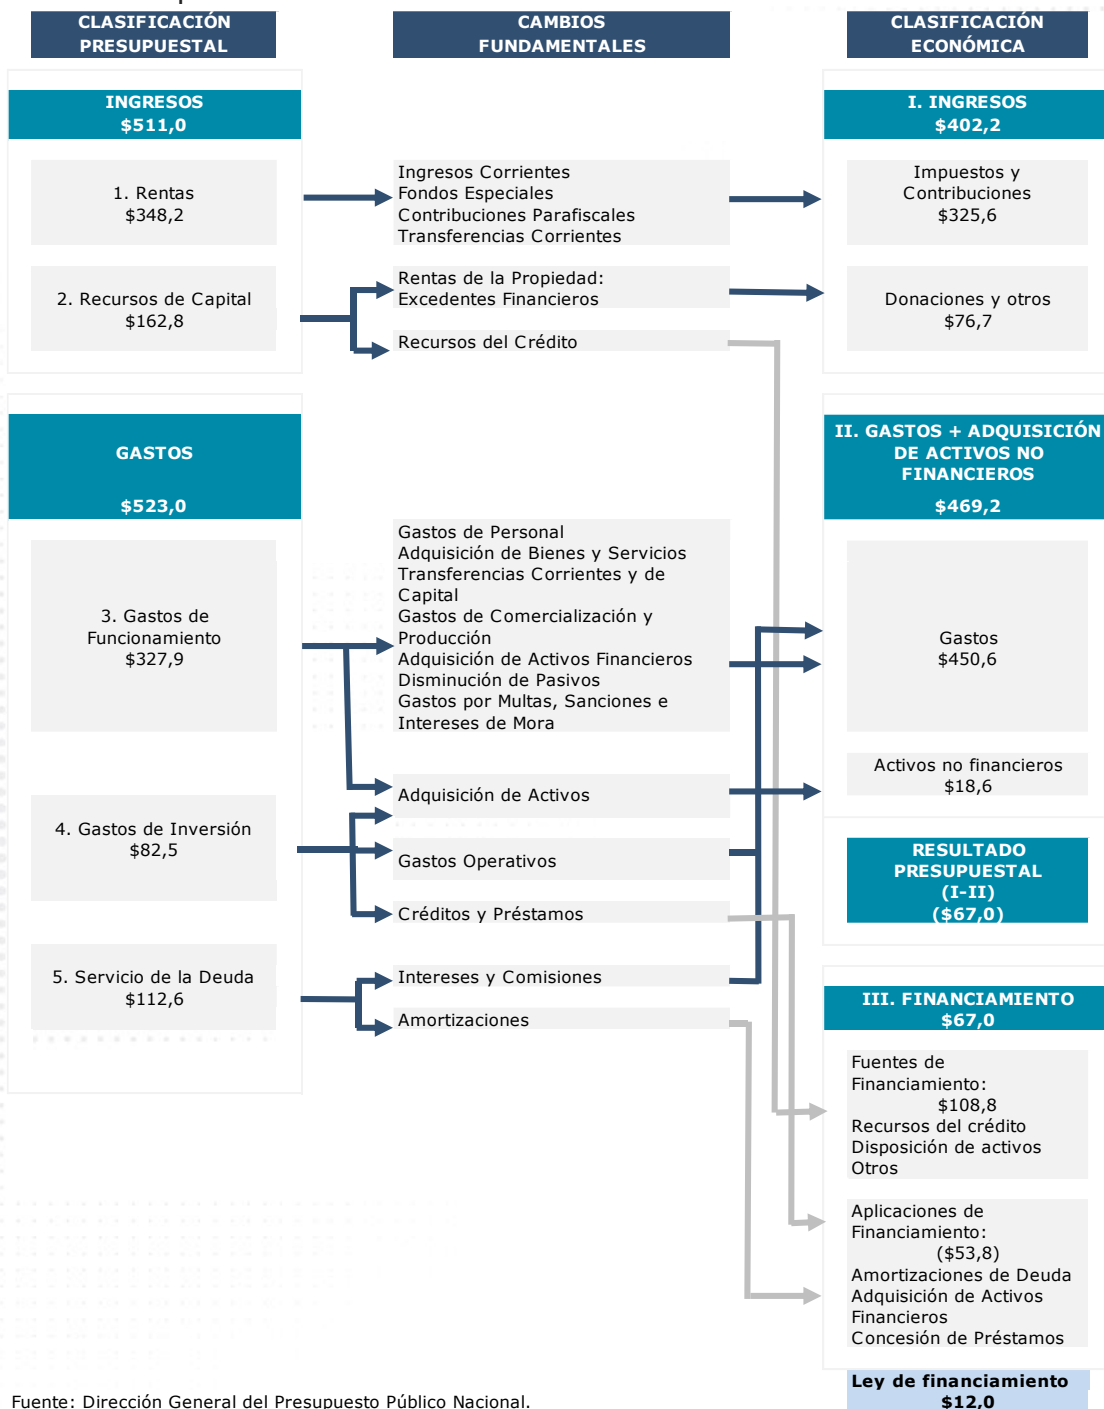 CLASIFICACIÓN
PRESUPUESTAL
CAMBIOS
FUNDAMENTALES
CLASIFICACIÓN
ECONÓMICA
INGRESOS
$511,0
1. Rentas
$348,2
2. Recursos de Capital
$162,8
Ingresos Corrientes
Fondos Especiales
Contribuciones Parafiscales
Transferencias Corrientes
Rentas de la Propiedad:
Excedentes Financieros
Recursos del Crédito
I. INGRESOS
$402,2
Impuestos y
Contribuciones
$325,6
Donaciones y otros
$76,7
GASTOS
$523,0
3. Gastos de
Funcionamiento
$327,9
4. Gastos de Inversión
$82,5
5. Servicio de la Deuda
$112,6
Gastos de Personal
Adquisición de Bienes y Servicios
Transferencias Corrientes y de
Capital
Gastos de Comercialización y
Producción
Adquisición de Activos Financieros
Disminución de Pasivos
Gastos por Multas, Sanciones e
Intereses de Mora
Adquisición de Activos
Gastos Operativos
Créditos y Préstamos
Intereses y Comisiones
Amortizaciones
II. GASTOS + ADQUISICIÓN
DE ACTIVOS NO
FINANCIEROS
$469,2
Gastos
$450,6
Activos no financieros
$18,6
RESULTADO
PRESUPUESTAL
(I-II)
($67,0)
III. FINANCIAMIENTO
$67,0
Fuentes de
Financiamiento:
$108,8
Recursos del crédito
Disposición de activos
Otros
Aplicaciones de
Financiamiento:
($53,8)
Amortizaciones de Deuda
Adquisición de Activos
Financieros
Concesión de Préstamos
Ley de financiamiento
$12,0
Fuente: Dirección General del Presupuesto Público Nacional.